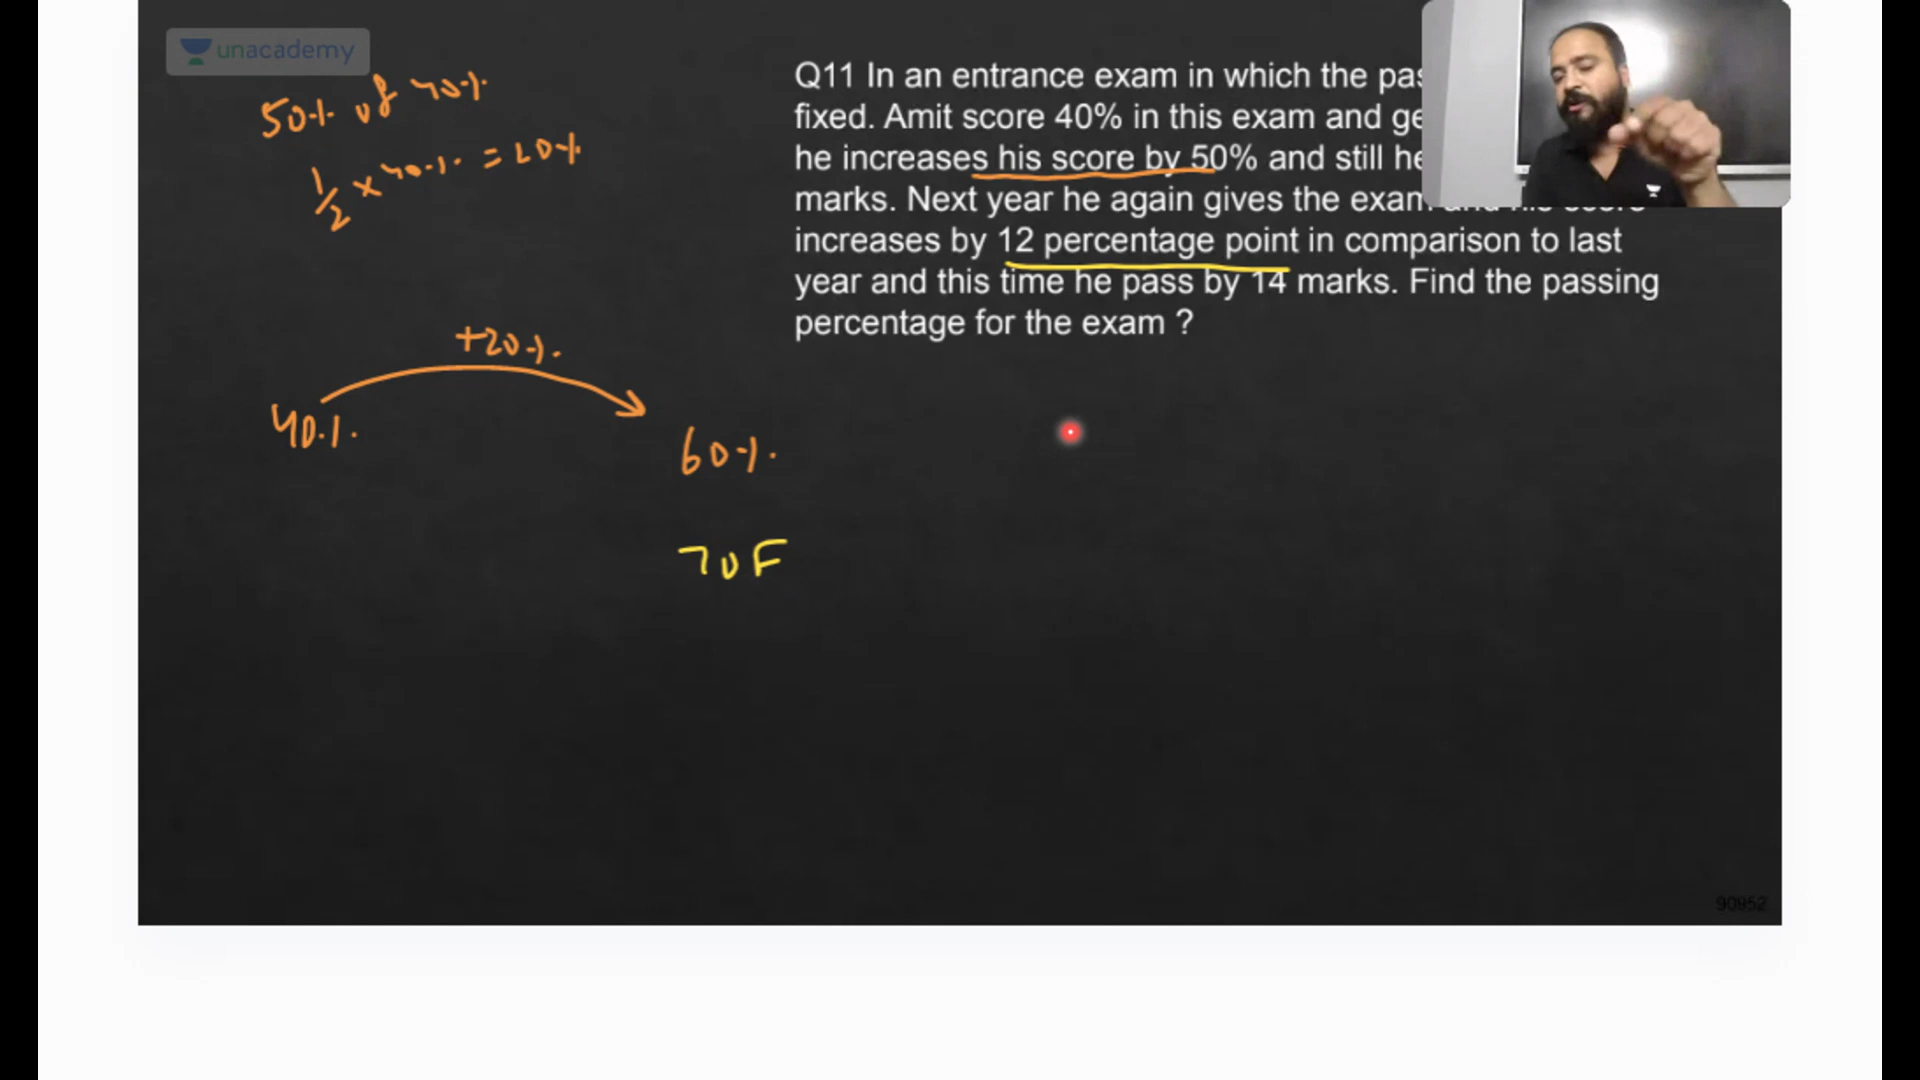 unacademy
50% of 40%
1/2 x 40% = 20%
Q11 In an entrance exam in which the
fixed. Amit score 40% in this exam and
he increases his score by 50% and still
marks. Next year he again gives the exam
increases by 12 percentage point in comparison to last
year and this time he pass by 14 marks. Find the passing
percentage for the exam ?
+20%
40%
60%
70F
90952